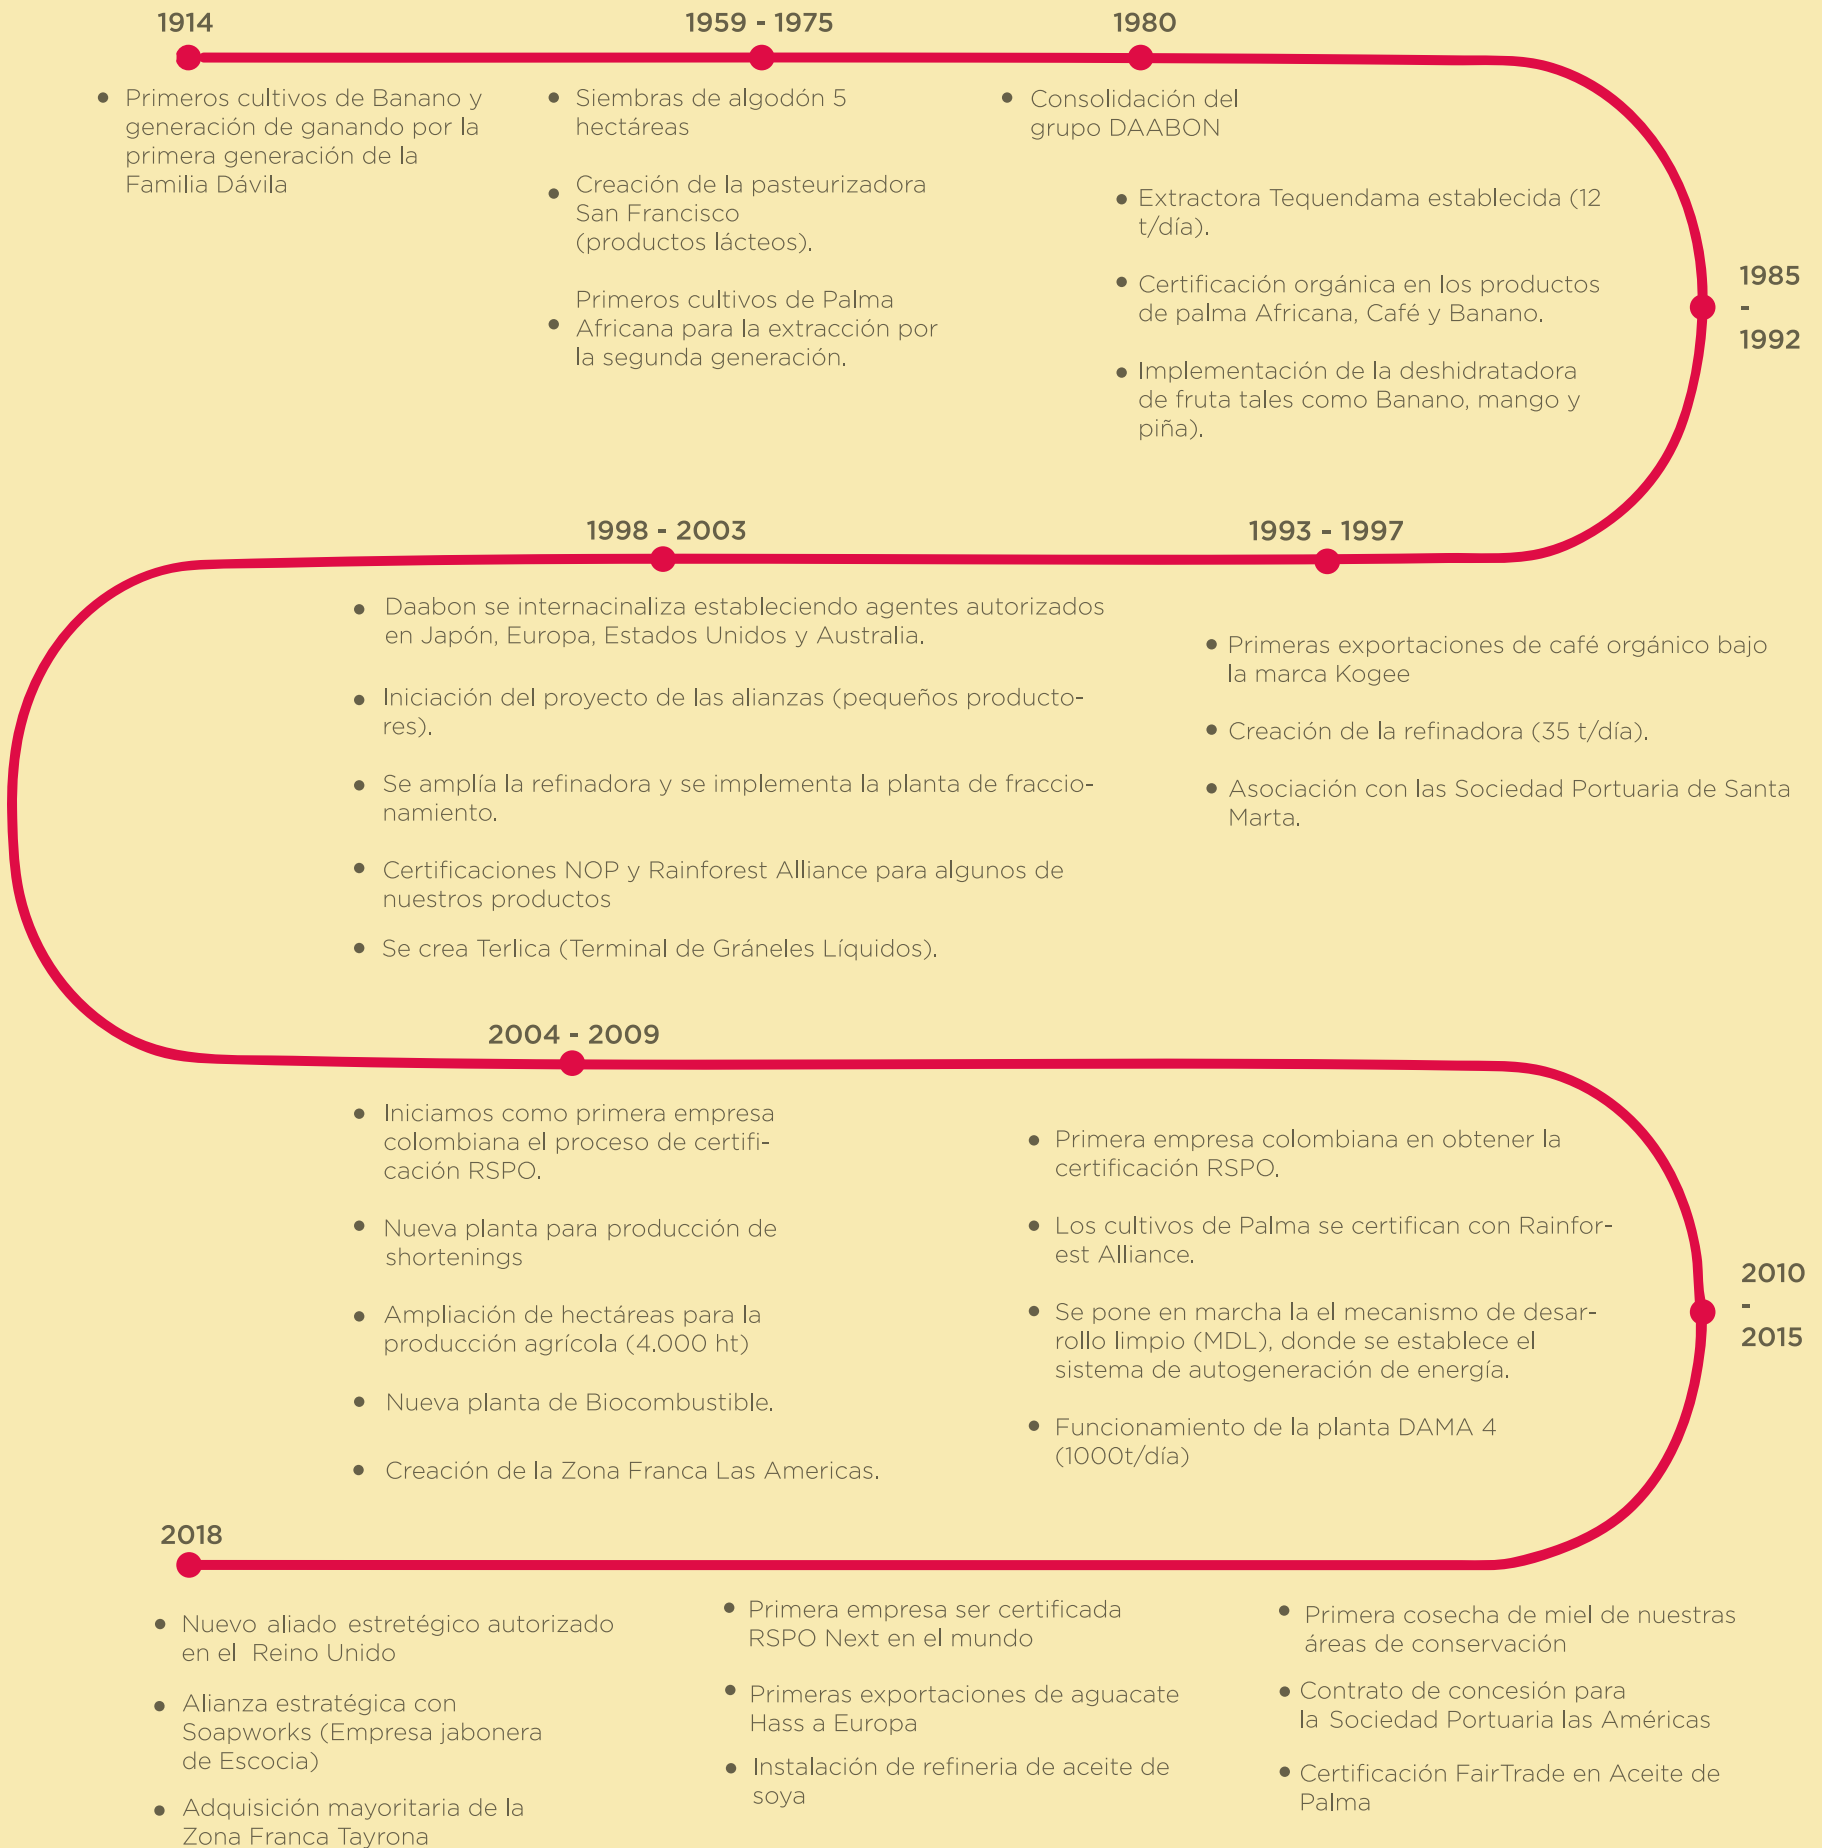 1914
Primeros cultivos de Banano y
generación de ganando por la
primera generación de la
Familia Dávila
1959 - 1975
Siembras de algodón 5
hectáreas
Creación de la pasteurizadora
San Francisco
(productos lácteos).
Primeros cultivos de Palma
Africana para la extracción por
la segunda generación.
1980
Consolidación del
grupo DAABON
1985
-
1992
Extractora Tequendama establecida (12
t/día).
Certificación orgánica en los productos
de palma Africana, Café y Banano.
Implementación de la deshidratadora
de fruta tales como Banano, mango y
piña).
1993 - 1997
Primeras exportaciones de café orgánico bajo
la marca Kogee
Creación de la refinadora (35 t/día).
Asociación con las Sociedad Portuaria de Santa
Marta.
1998 - 2003
Daabon se internacinaliza estableciendo agentes autorizados
en Japón, Europa, Estados Unidos y Australia.
Iniciación del proyecto de las alianzas (pequeños producto-
res).
Se amplía la refinadora y se implementa la planta de fraccio-
namiento.
Certificaciones NOP y Rainforest Alliance para algunos de
nuestros productos
Se crea Terlica (Terminal de Gráneles Líquidos).
2004 - 2009
Iniciamos como primera empresa
colombiana el proceso de certifi-
cación RSPO.
Nueva planta para producción de
shortenings
Ampliación de hectáreas para la
producción agrícola (4.000 ht)
Nueva planta de Biocombustible.
Creación de la Zona Franca Las Americas.
2010
-
2015
Primera empresa colombiana en obtener la
certificación RSPO.
Los cultivos de Palma se certifican con Rainfor-
est Alliance.
Se pone en marcha la el mecanismo de desar-
rollo limpio (MDL), donde se establece el
sistema de autogeneración de energía.
Funcionamiento de la planta DAMA 4
(1000t/día)
2018
Nuevo aliado estretégico autorizado
en el Reino Unido
Alianza estratégica con
Soapworks (Empresa jabonera
de Escocia)
Adquisición mayoritaria de la
Zona Franca Tayrona
Primera empresa ser certificada
RSPO Next en el mundo
Primeras exportaciones de aguacate
Hass a Europa
Instalación de refineria de aceite de
soya
Primera cosecha de miel de nuestras
áreas de conservación
Contrato de concesión para
la Sociedad Portuaria las Américas
Certificación FairTrade en Aceite de
Palma